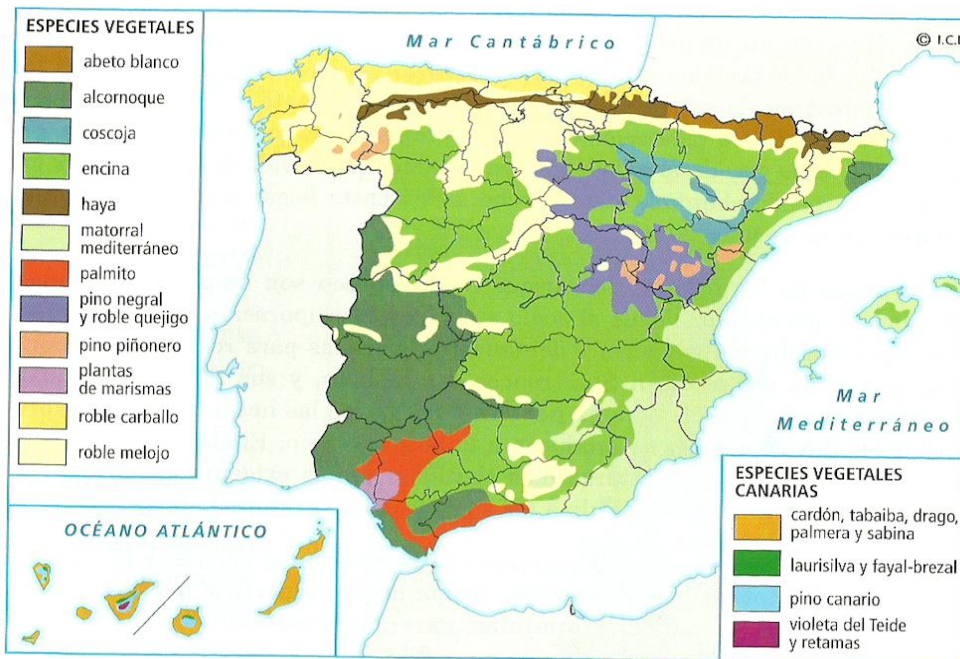 ESPECIES VEGETALES
abeto blanco
alcornoque
coscoja
encina
haya
matorral
mediterráneo
palmito
pino negral
y roble quejigo
pino piñonero
plantas
de marismas
roble carballo
roble melojo
Mar Cantábrico
© I.C.
Mar
Mediterráneo
OCÉANO ATLÁNTICO
ESPECIES VEGETALES
CANARIAS
cardón, tabaiba, drago,
palmera y sabina
laurisilva y fayal-brezal
pino canario
violeta del Teide
y retamas